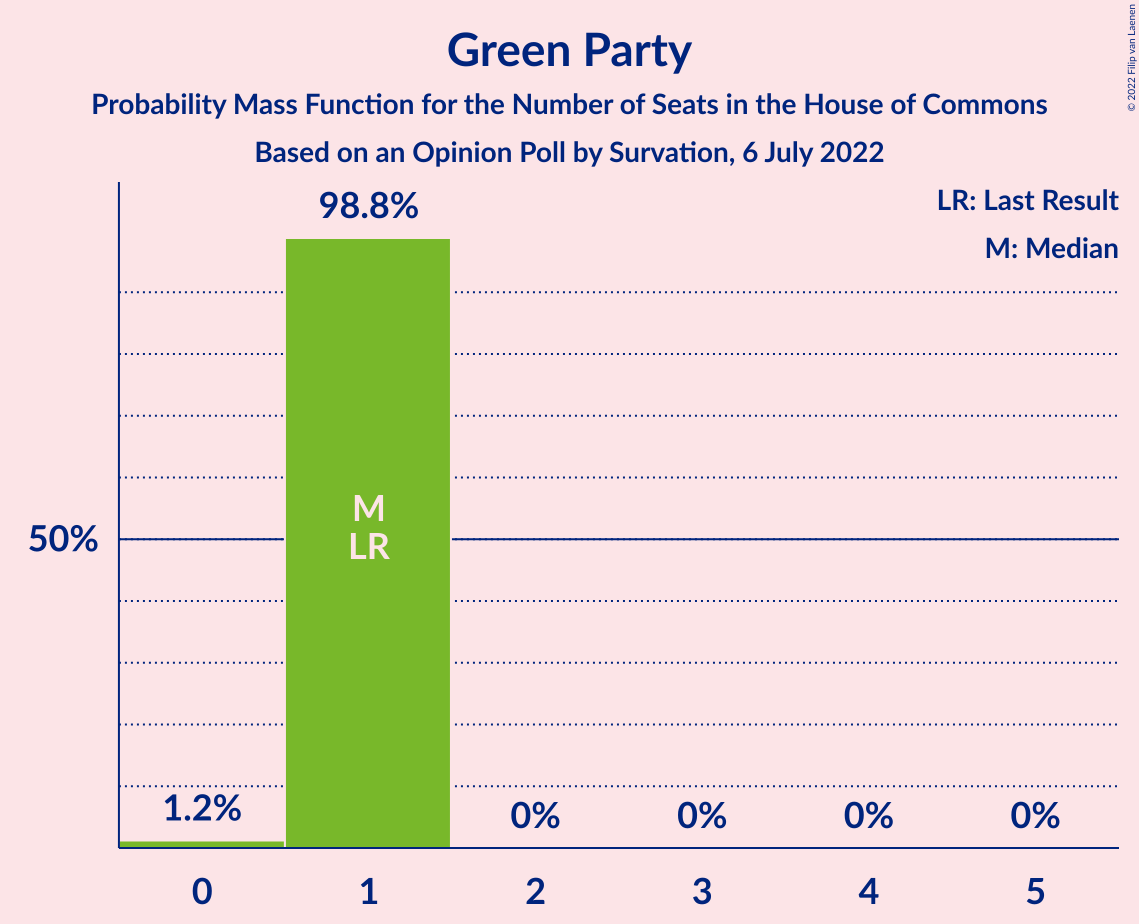 Green Party
Probability Mass Function for the Number of Seats in the House of Commons
Based on an Opinion Poll by Survation, 6 July 2022
© 2022 Filip van Laenen
LR: Last Result
M: Median
98.8%
M
LR
50%
1.2%
0%
0%
0%
0%
0
1
2
3
4
5